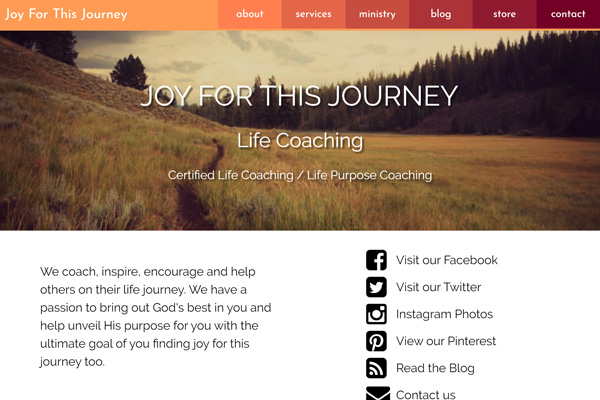 Joy For This Journey
about
services
ministry
blog
store
contact
JOY FOR THIS JOURNEY
Life Coaching
Certified Life Coaching / Life Purpose Coaching
We coach, inspire, encourage and help
others on their life journey. We have a
passion to bring out God's best in you and
help unveil His purpose for you with the
ultimate goal of you finding joy for this
journey too.
Visit our Facebook
Visit our Twitter
Instagram Photos
View our Pinterest
Read the Blog
Contact us